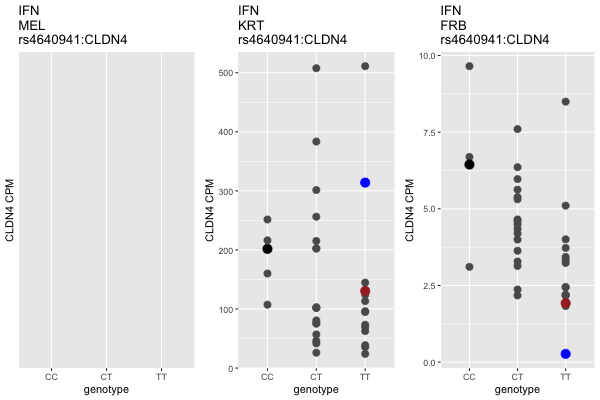 IFN
MEL
rs4640941:CLDN4
CLDN4 CPM
CC CT TT
genotype
IFN
KRT
rs4640941:CLDN4
CLDN4 CPM
500
400
300
200
100
0
CC CT TT
genotype
IFN
FRB
rs4640941:CLDN4
CLDN4 CPM
10.0
7.5
5.0
2.5
0.0
CC CT TT
genotype